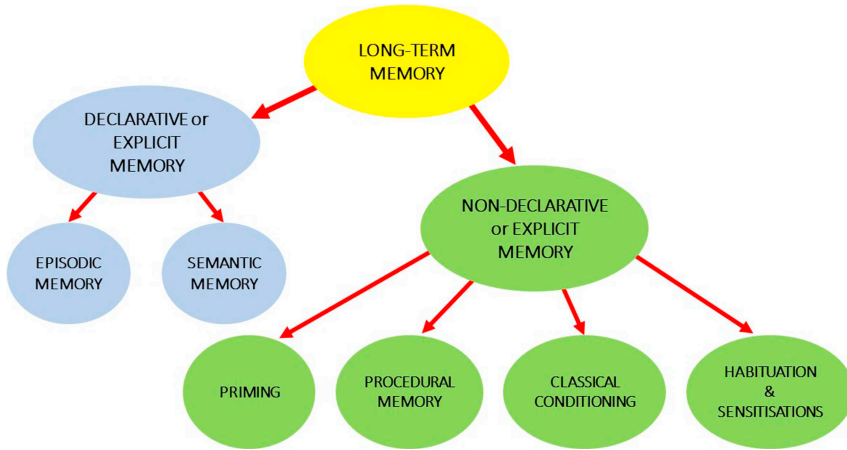 LONG-TERM
MEMORY
DECLARATIVE or
EXPLICIT
MEMORY
NON-DECLARATIVE
or EXPLICIT
MEMORY
EPISODIC
MEMORY
SEMANTIC
MEMORY
PRIMING
PROCEDURAL
MEMORY
CLASSICAL
CONDITIONING
HABITUATION
&
SENSITISATIONS